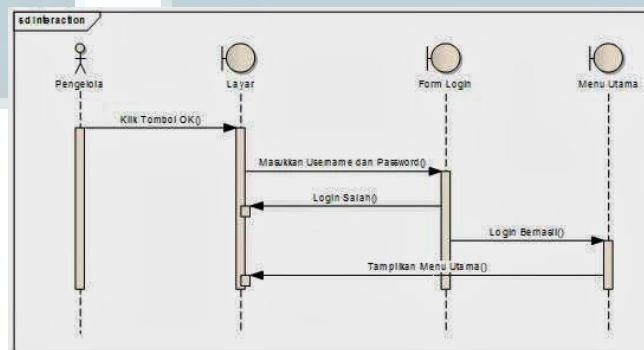 sd Interaction
Pengelola
Layar
Form Login
Menu Utama
Klik Tombol OK()
Masukkan Username dan Password()
Login Salah()
Login Berhasil()
Tampilkan Menu Utama()